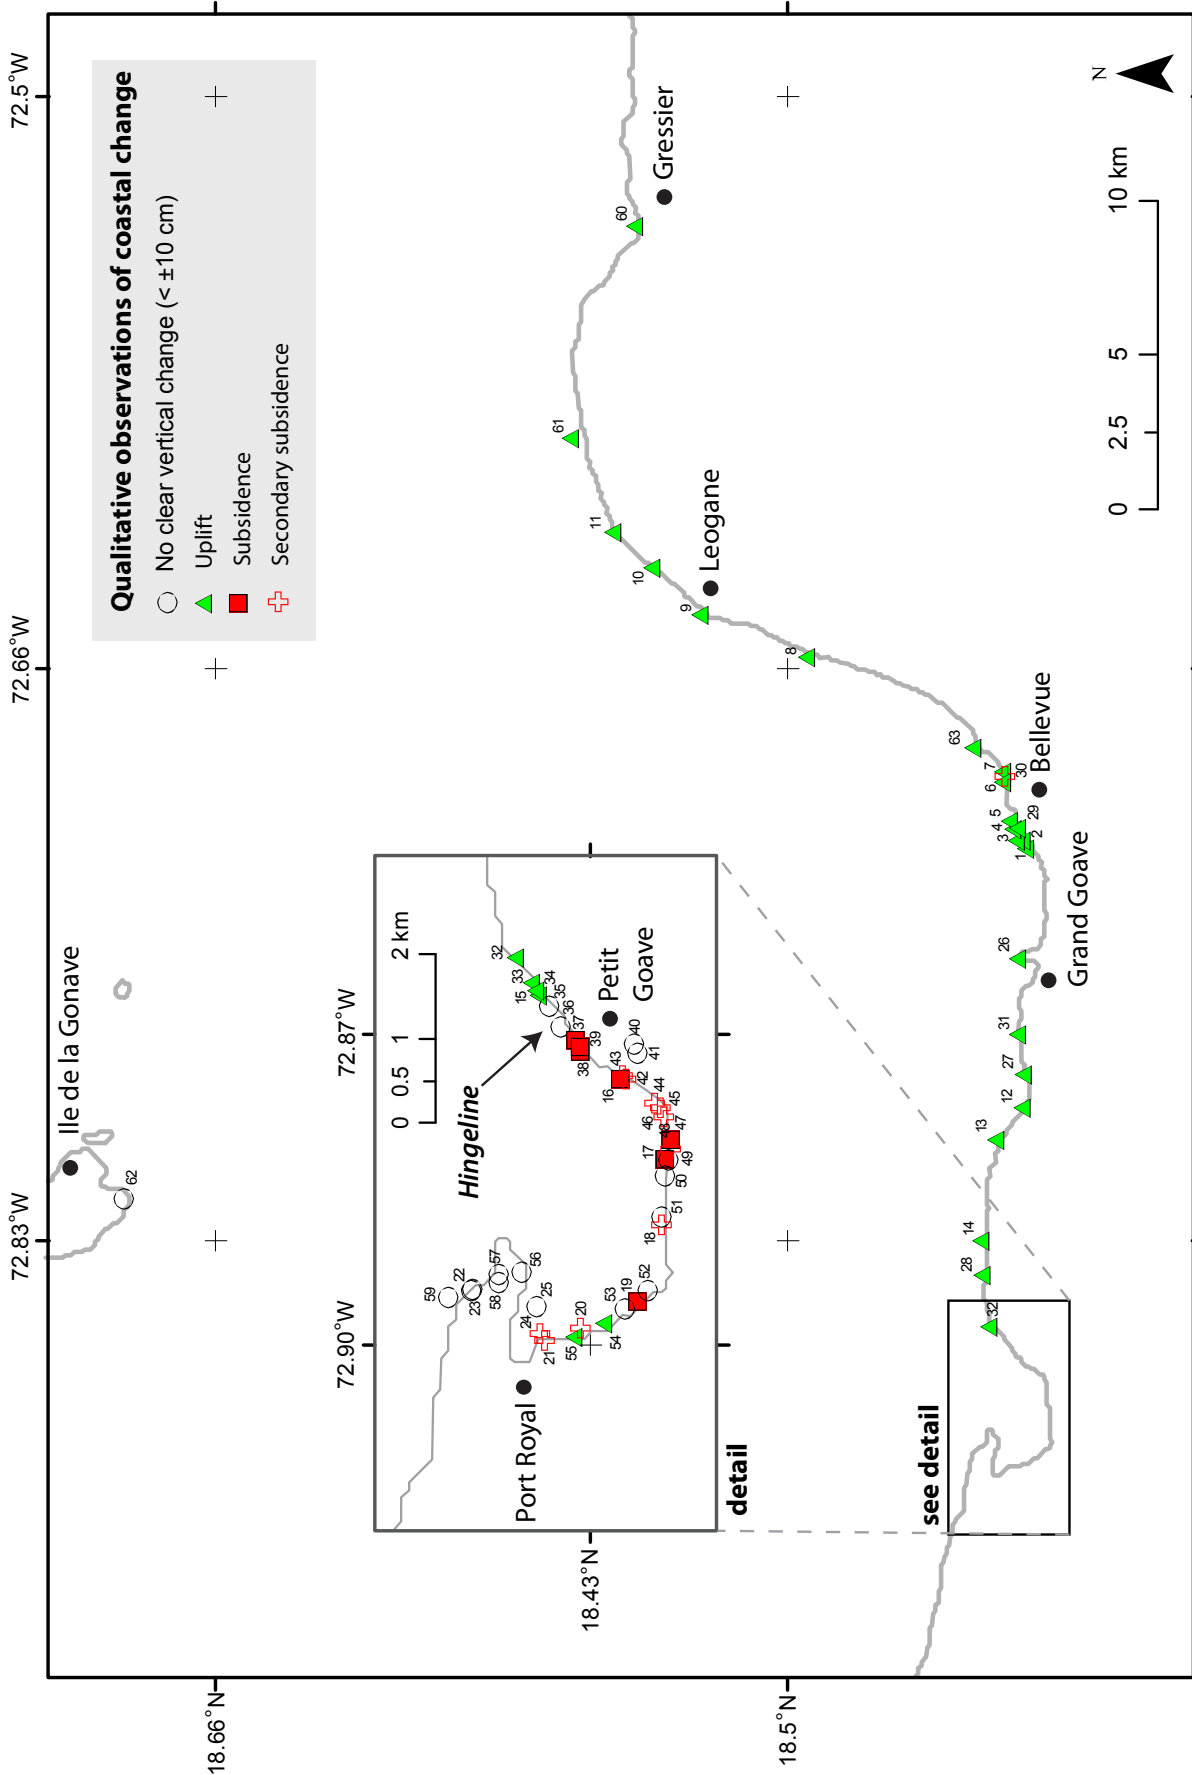 72.83°W
72.66°W
72.5°W
18.66°N
18.5°N
Qualitative observations of coastal change
No clear vertical change (< ±10 cm)
Uplift
Subsidence
Secondary subsidence
Ile de la Gonave
62
72.90°W
72.87°W
18.43°N
0 0.5 1 2 km
Hingeline
Port Royal
Petit
Goave
59
22
23
58
57
56
25
24
21
20
55
54
53
19
52
18
51
50
17
49
48
47
46
45
44
42
43
16
41
40
38
39
37
36
35
34
15
33
32
detail
see detail
32
28
14
13
12
27
31
26
Grand Goave
1
2
3
4
29
5
6
30
7
Bellevue
63
8
9
Leogane
10
11
61
60
Gressier
0 2.5 5 10 km
N